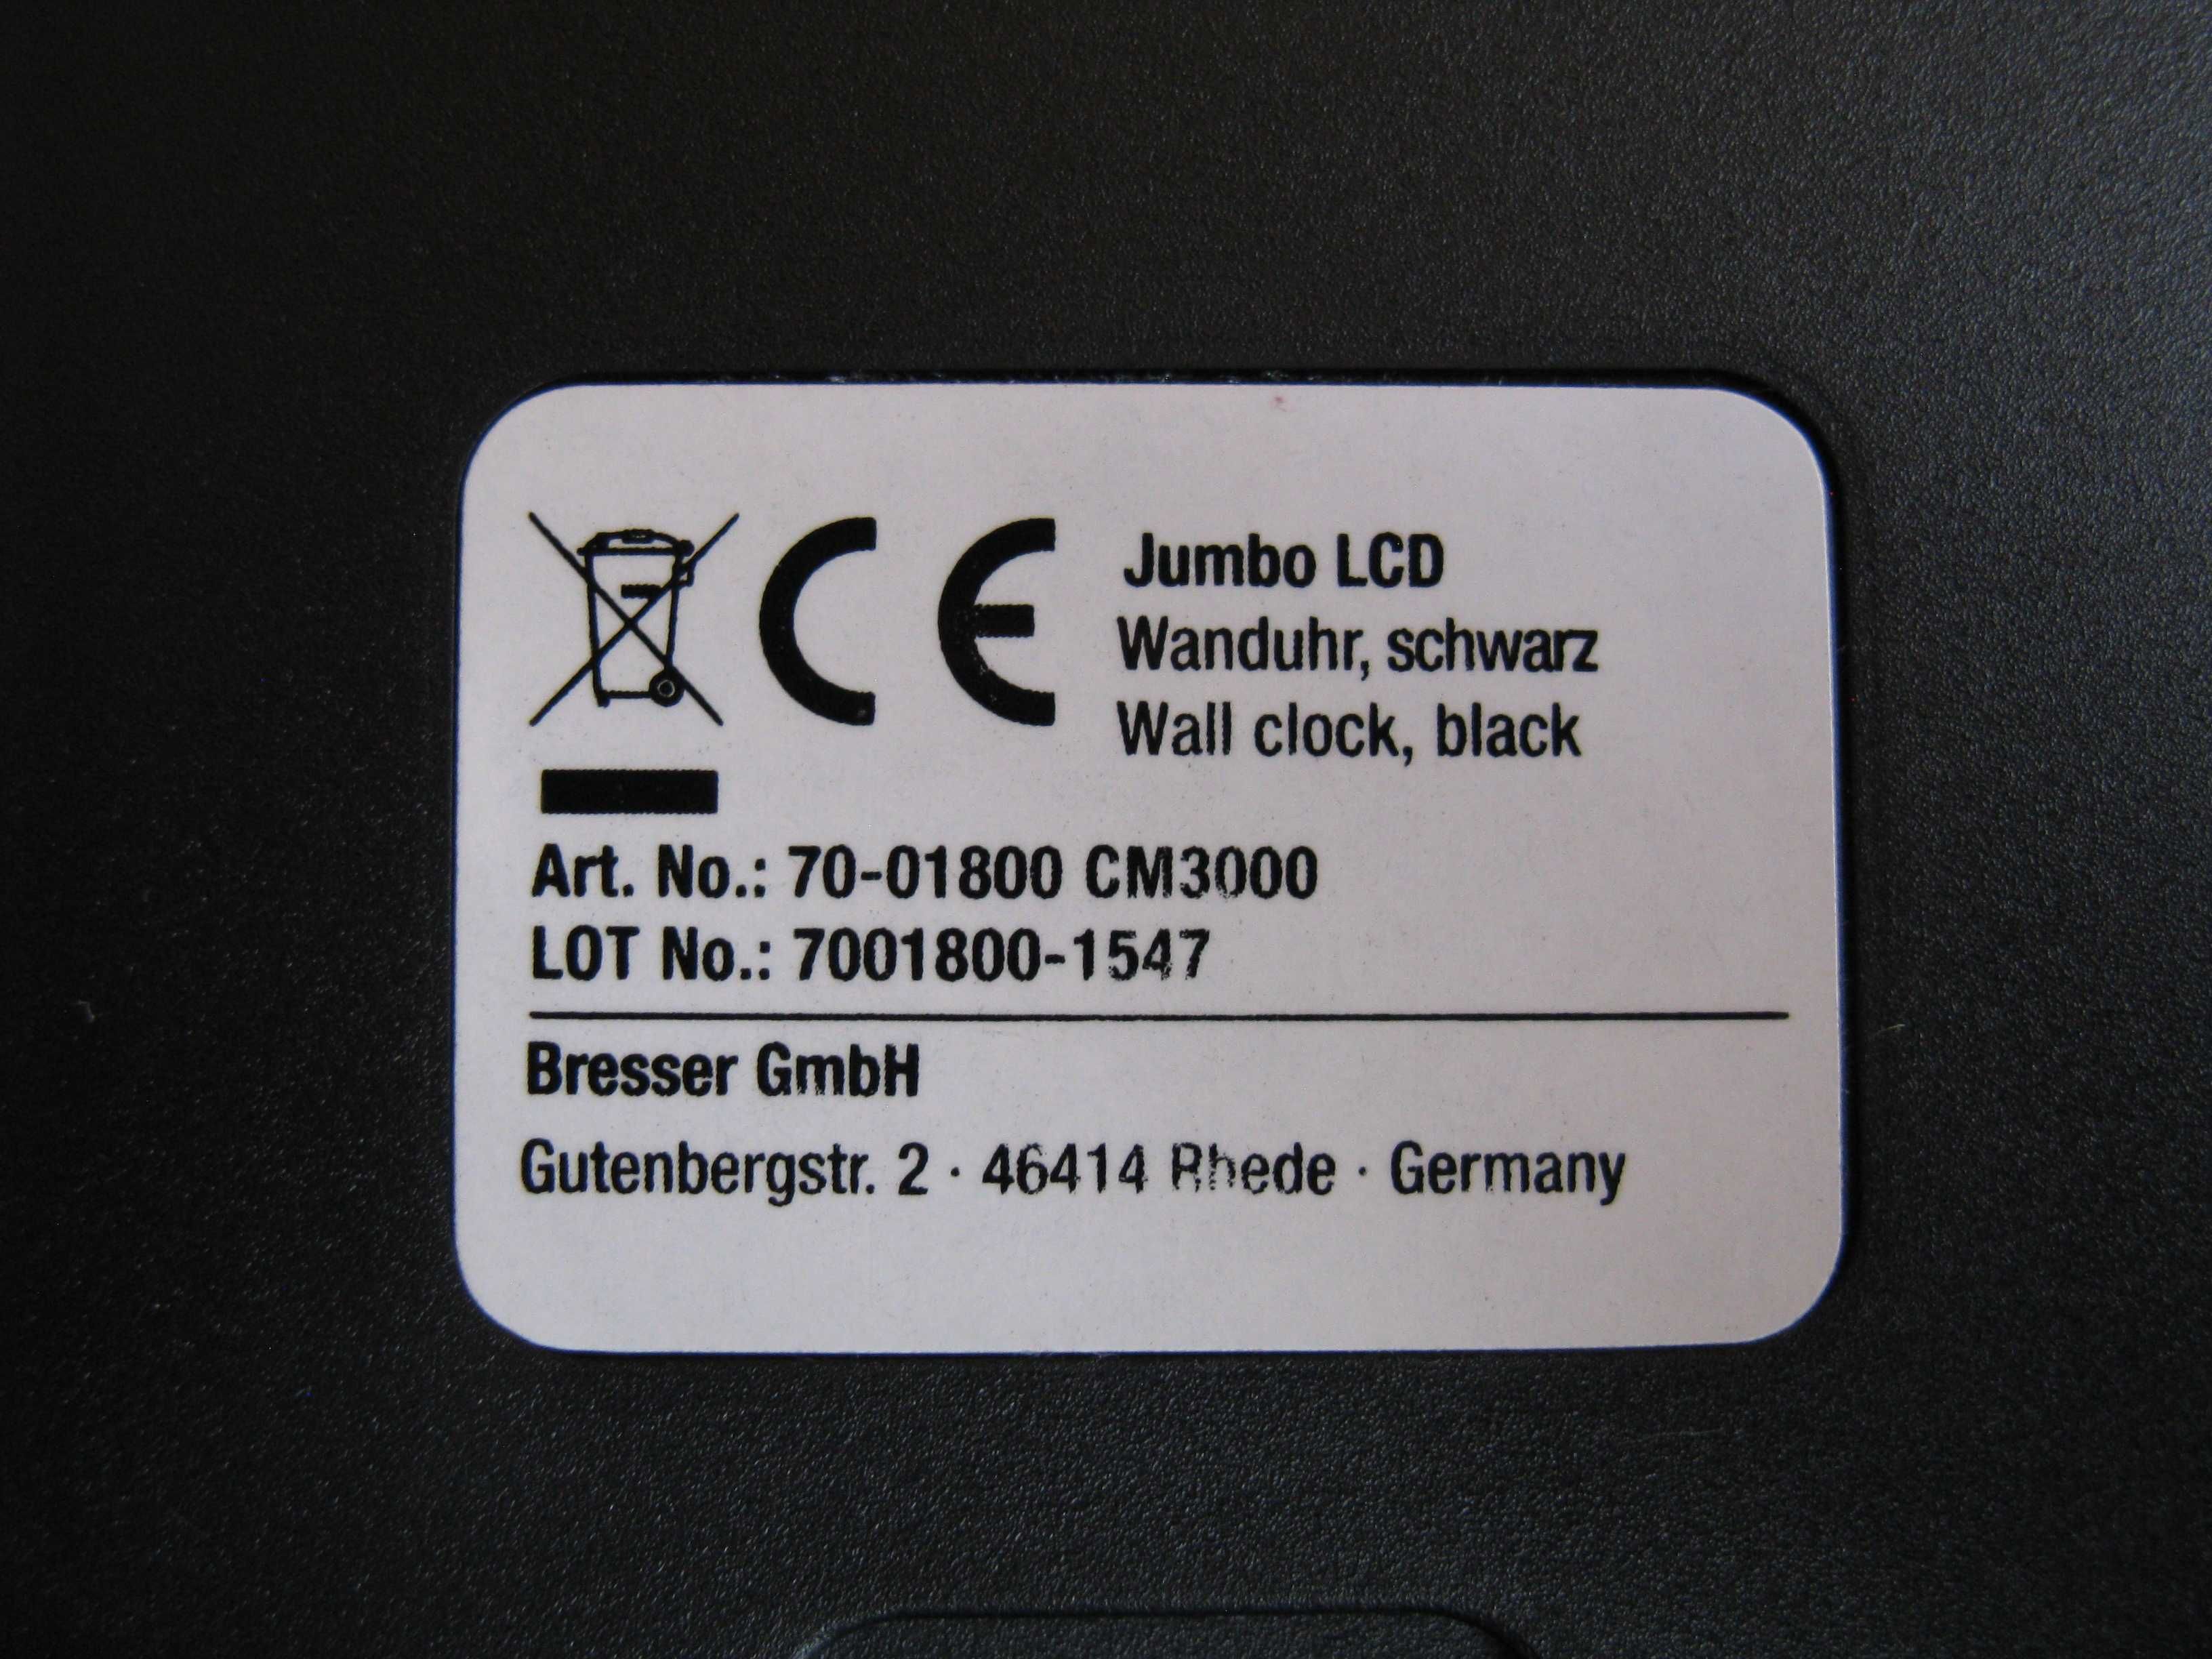 CE
Jumbo LCD
Wanduhr, schwarz
Wall clock, black
Art. No.: 70-01800 CM3000
LOT No.: 7001800-1547
Bresser GmbH
Gutenbergstr. 2 · 46414 Rhede · Germany